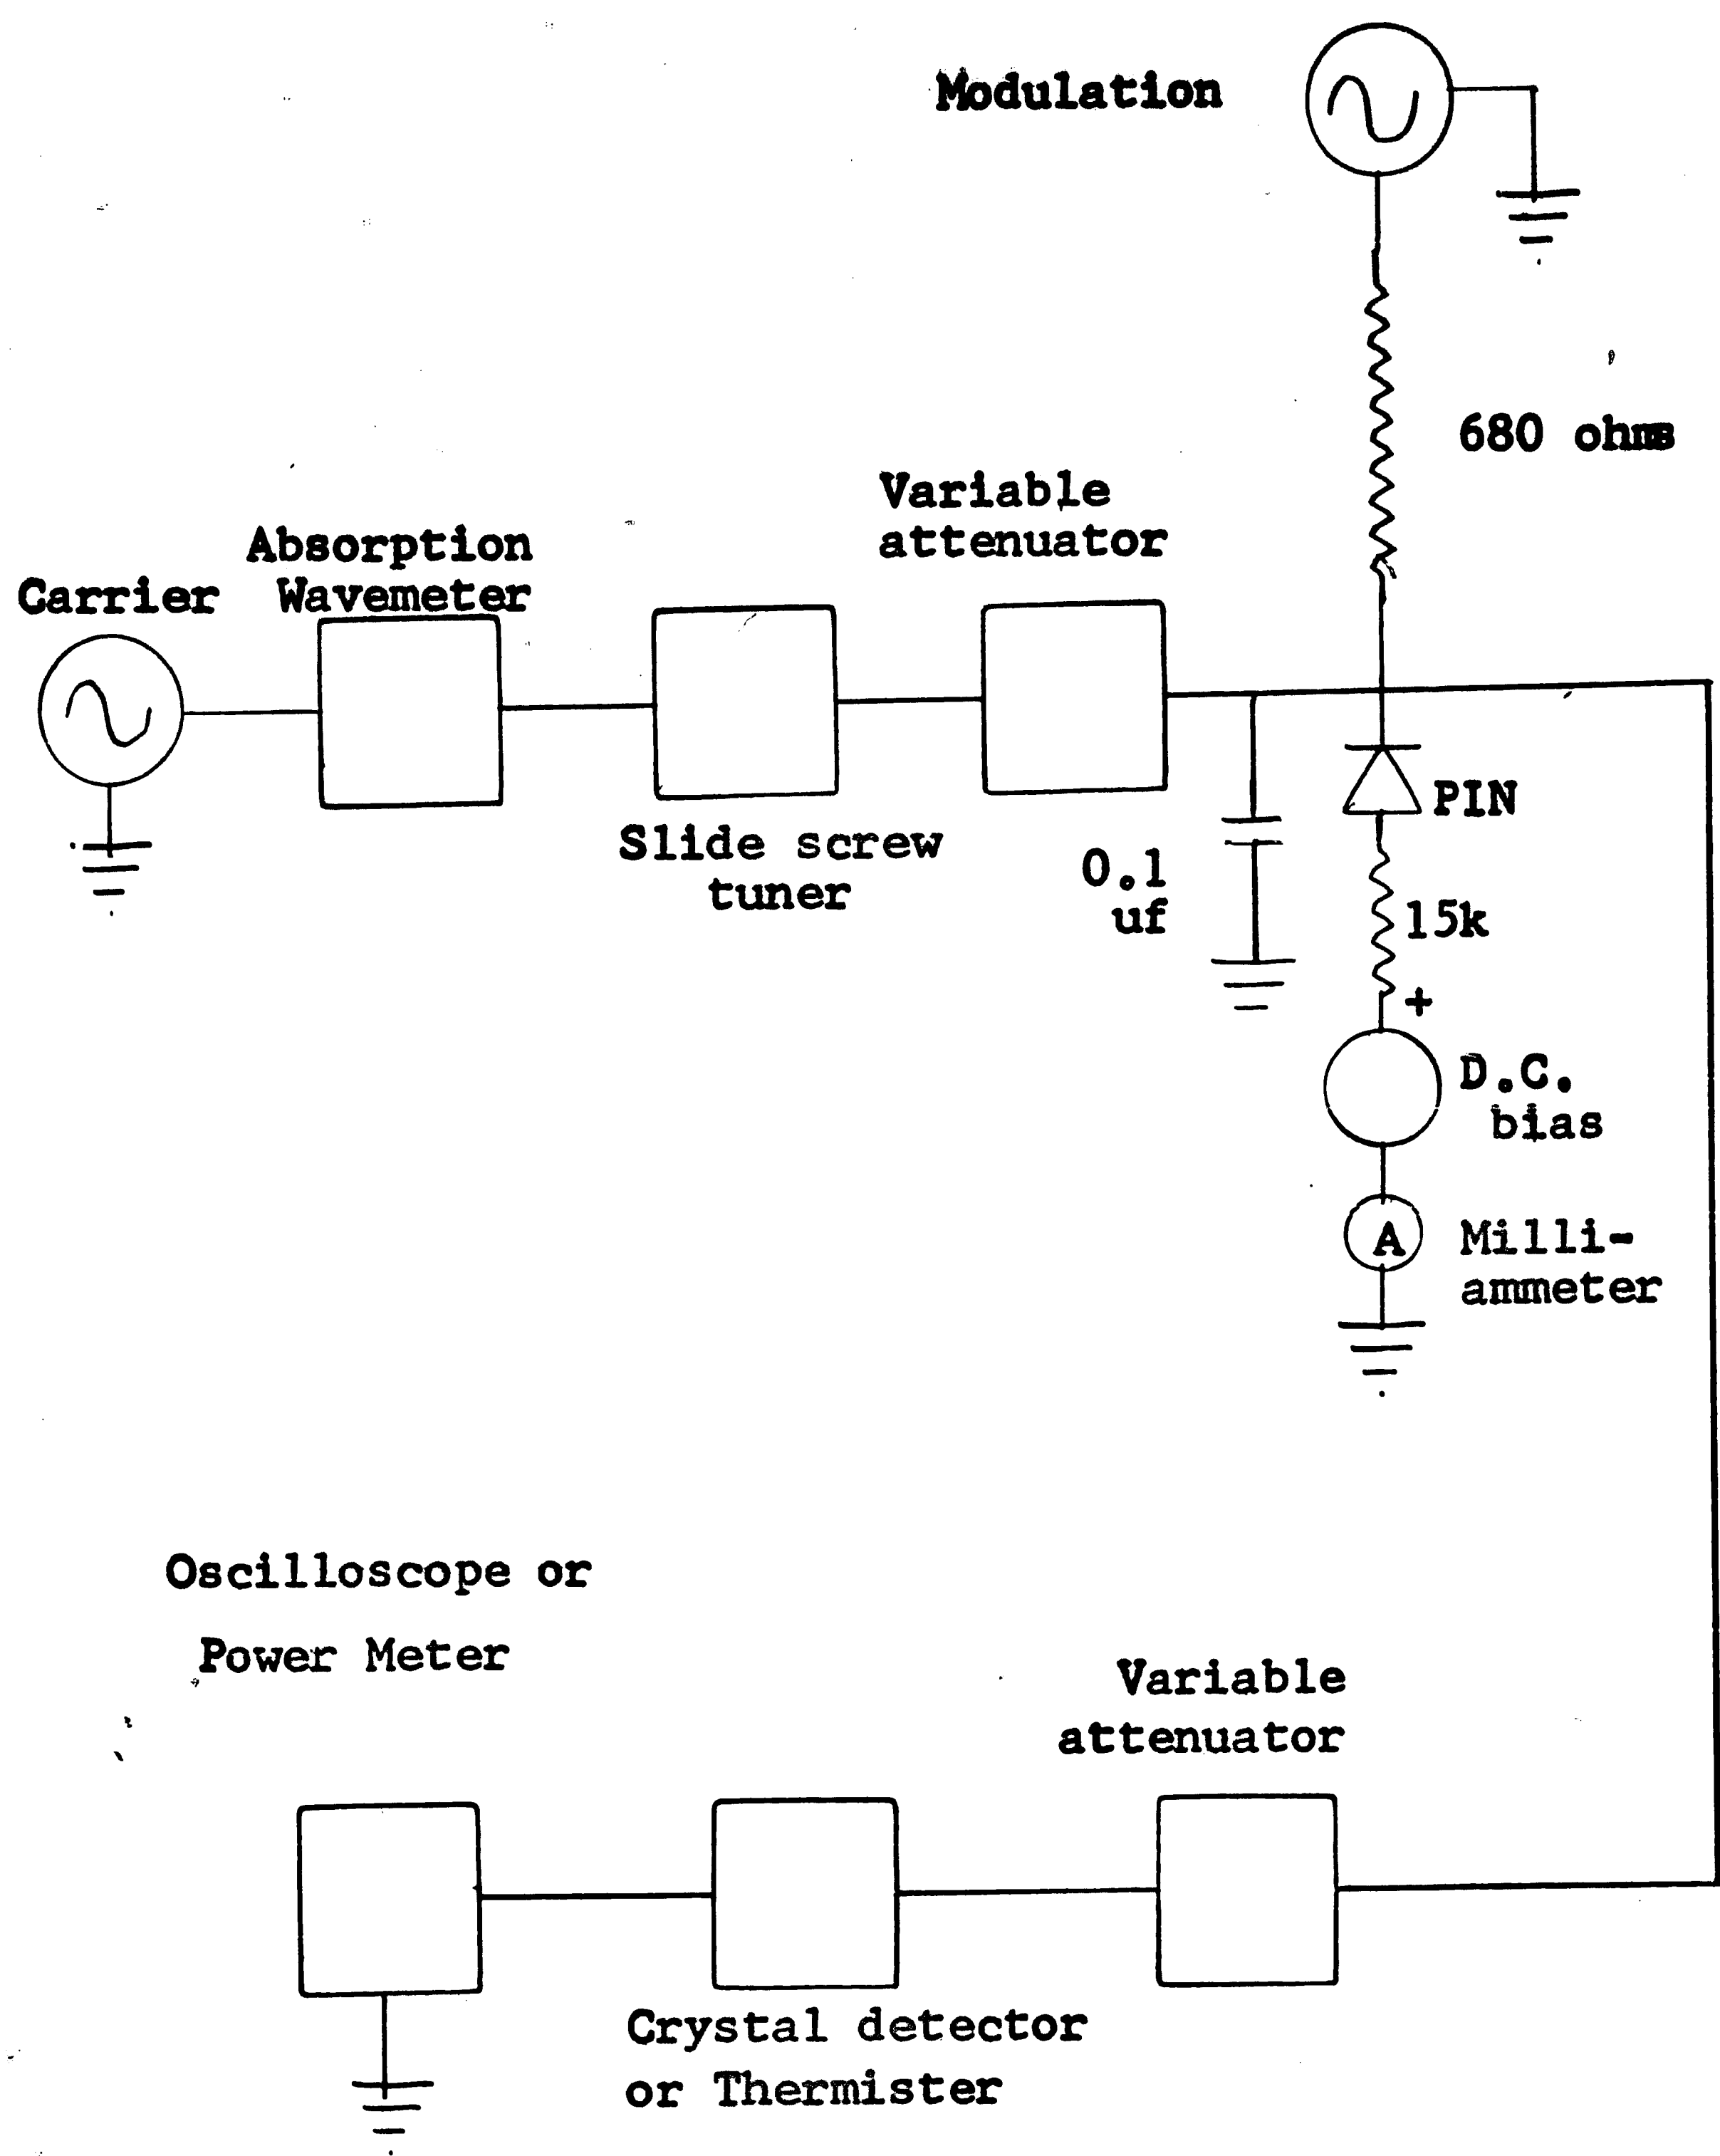 Modulation
680 ohms
Variable
attenuator
Absorption
Wavemeter
Carrier
Slide screw
tuner
0.1
uf
PIN
15k
+
D.C.
bias
A
Milli-
ammeter
Oscilloscope or
Power Meter
Variable
attenuator
Crystal detector
or Thermister